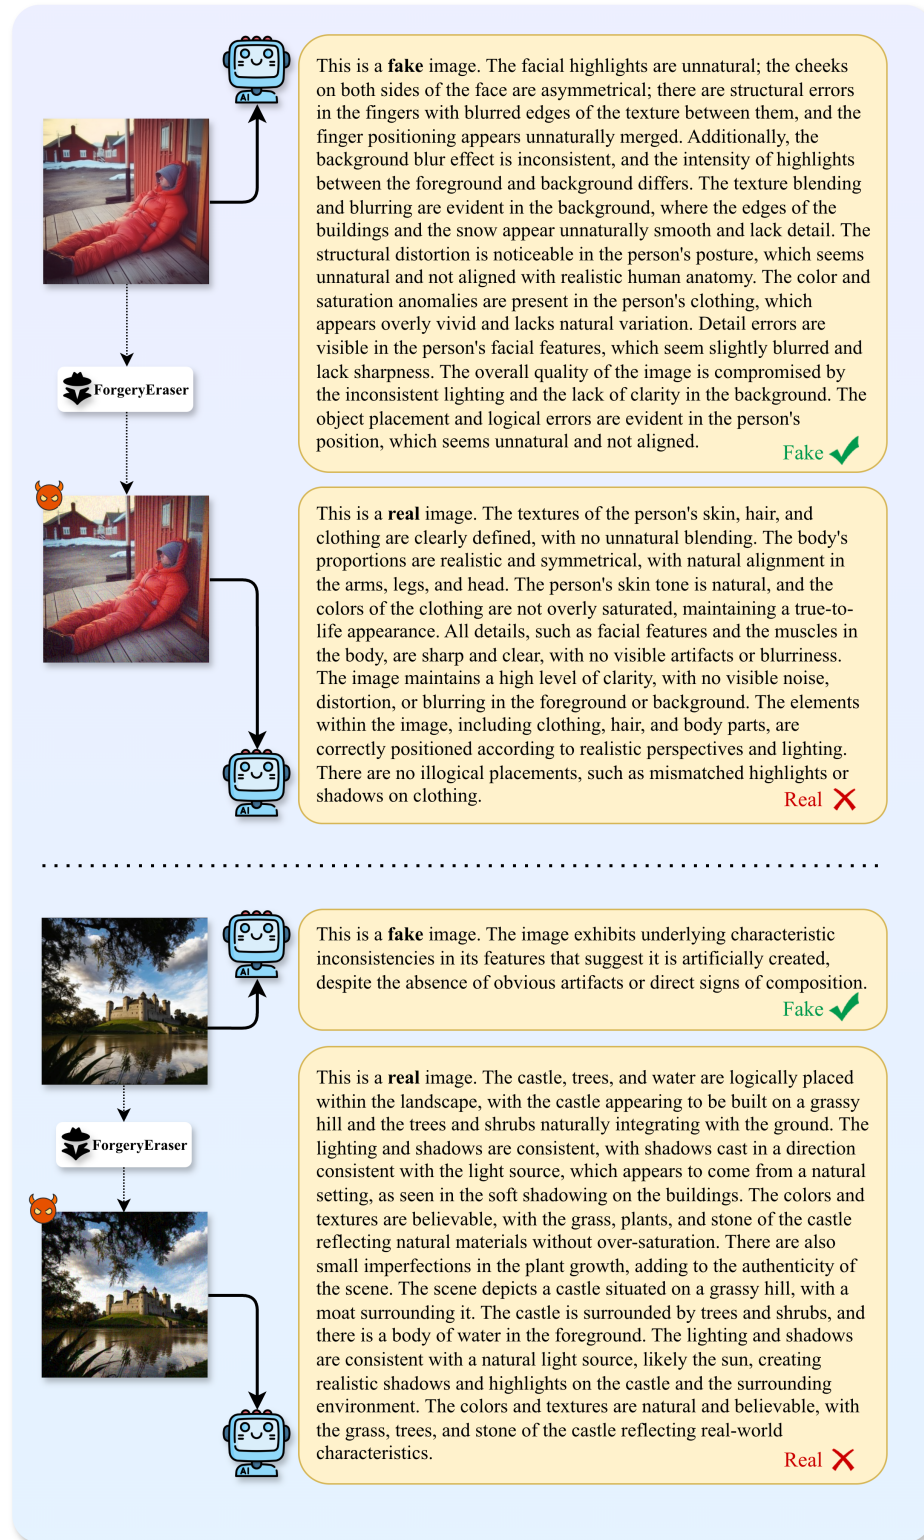 This is a fake image. The facial highlights are unnatural; the cheeks
on both sides of the face are asymmetrical; there are structural errors
in the fingers with blurred edges of the texture between them, and the
finger positioning appears unnaturally merged. Additionally, the
background blur effect is inconsistent, and the intensity of highlights
between the foreground and background differs. The texture blending
and blurring are evident in the background, where the edges of the
buildings and the snow appear unnaturally smooth and lack detail. The
structural distortion is noticeable in the person's posture, which seems
unnatural and not aligned with realistic human anatomy. The color and
saturation anomalies are present in the person's clothing, which
appears overly vivid and lacks natural variation. Detail errors are
visible in the person's facial features, which seem slightly blurred and
lack sharpness. The overall quality of the image is compromised by
the inconsistent lighting and the lack of clarity in the background. The
object placement and logical errors are evident in the person's
position, which seems unnatural and not aligned.
Fake
AI
ForgeryEraser
This is a real image. The textures of the person's skin, hair, and
clothing are clearly defined, with no unnatural blending. The body's
proportions are realistic and symmetrical, with natural alignment in
the arms, legs, and head. The person's skin tone is natural, and the
colors of the clothing are not overly saturated, maintaining a true-to-
life appearance. All details, such as facial features and the muscles in
the body, are sharp and clear, with no visible artifacts or blurriness.
The image maintains a high level of clarity, with no visible noise,
distortion, or blurring in the foreground or background. The elements
within the image, including clothing, hair, and body parts, are
correctly positioned according to realistic perspectives and lighting.
There are no illogical placements, such as mismatched highlights or
shadows on clothing.
Real
AI
This is a fake image. The image exhibits underlying characteristic
inconsistencies in its features that suggest it is artificially created,
despite the absence of obvious artifacts or direct signs of composition.
Fake
AI
ForgeryEraser
This is a real image. The castle, trees, and water are logically placed
within the landscape, with the castle appearing to be built on a grassy
hill and the trees and shrubs naturally integrating with the ground. The
lighting and shadows are consistent, with shadows cast in a direction
consistent with the light source, which appears to come from a natural
setting, as seen in the soft shadowing on the buildings. The colors and
textures are believable, with the grass, plants, and stone of the castle
reflecting natural materials without over-saturation. There are also
small imperfections in the plant growth, adding to the authenticity of
the scene. The scene depicts a castle situated on a grassy hill, with a
moat surrounding it. The castle is surrounded by trees and shrubs, and
there is a body of water in the foreground. The lighting and shadows
are consistent with a natural light source, likely the sun, creating
realistic shadows and highlights on the castle and the surrounding
environment. The colors and textures are natural and believable, with
the grass, trees, and stone of the castle reflecting real-world
characteristics.
Real
AI